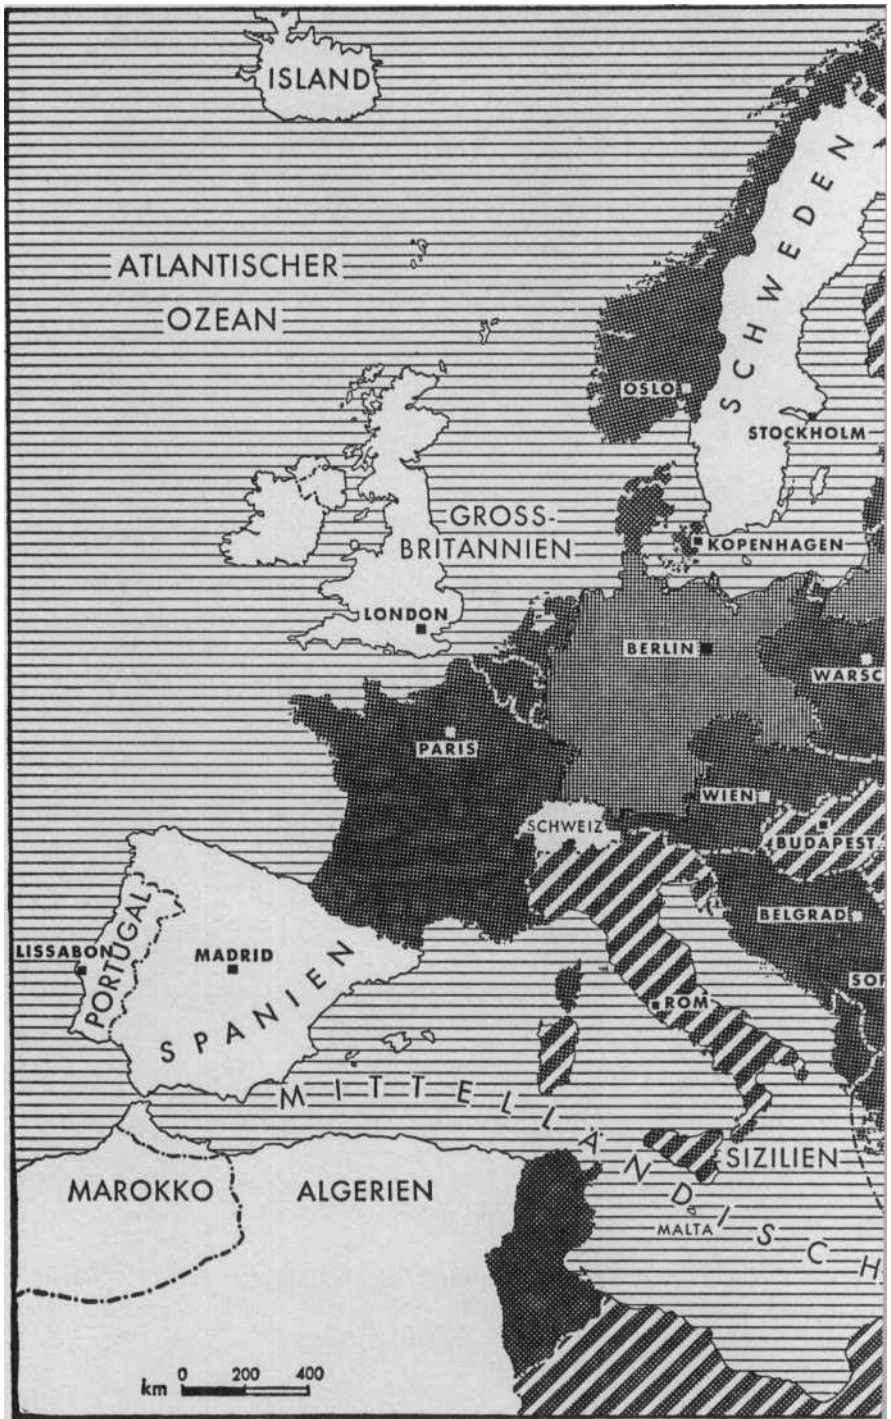 ISLAND
ATLANTISCHER
OZEAN
SCHWEDEN
OSLO
STOCKHOLM
GROSS-
BRITANNIEN
KOPENHAGEN
LONDON
BERLIN
WARSC
PARIS
WIEN
SCHWEIZ
BUDAPEST
BELGRAD
LISSABON
PORTUGAL
MADRID
SPANIEN
SOF
ROM
MITTELLÄNDISCH
SIZILIEN
MAROKKO
ALGERIEN
MALTA
km 0 200 400